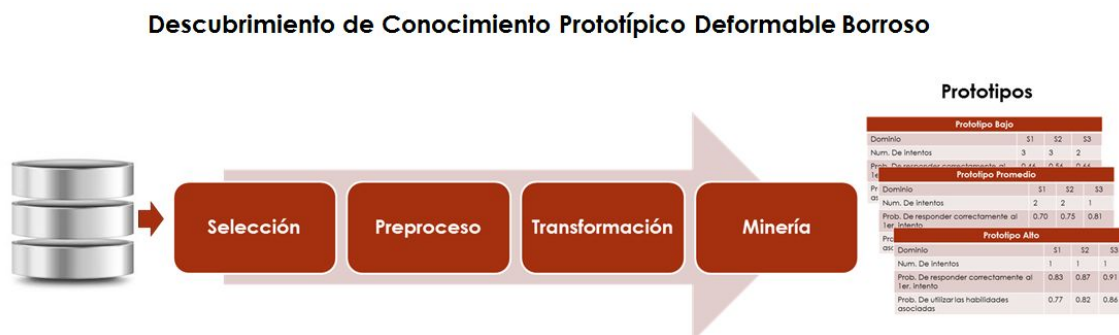 Descubrimiento de Conocimiento Prototípico Deformable Borroso
Selección
Preproceso
Transformación
Minería
Prototipos
Prototipo Bajo
Dominio S1 S2 S3
Num. De intentos 3 3 2
Prototipo Promedio
Dominio S1 S2 S3
Num. De intentos 2 2 1
Prob. De responder correctamente al 0.70 0.75 0.81
1er. intento
Prototipo Alto
Dominio S1 S2 S3
Num. De Intentos 1 1 1
Prob. De responder correctamente al 0.83 0.87 0.91
1er. Intento
Prob. De utilizar las habilidades 0.77 0.82 0.86
asociadas